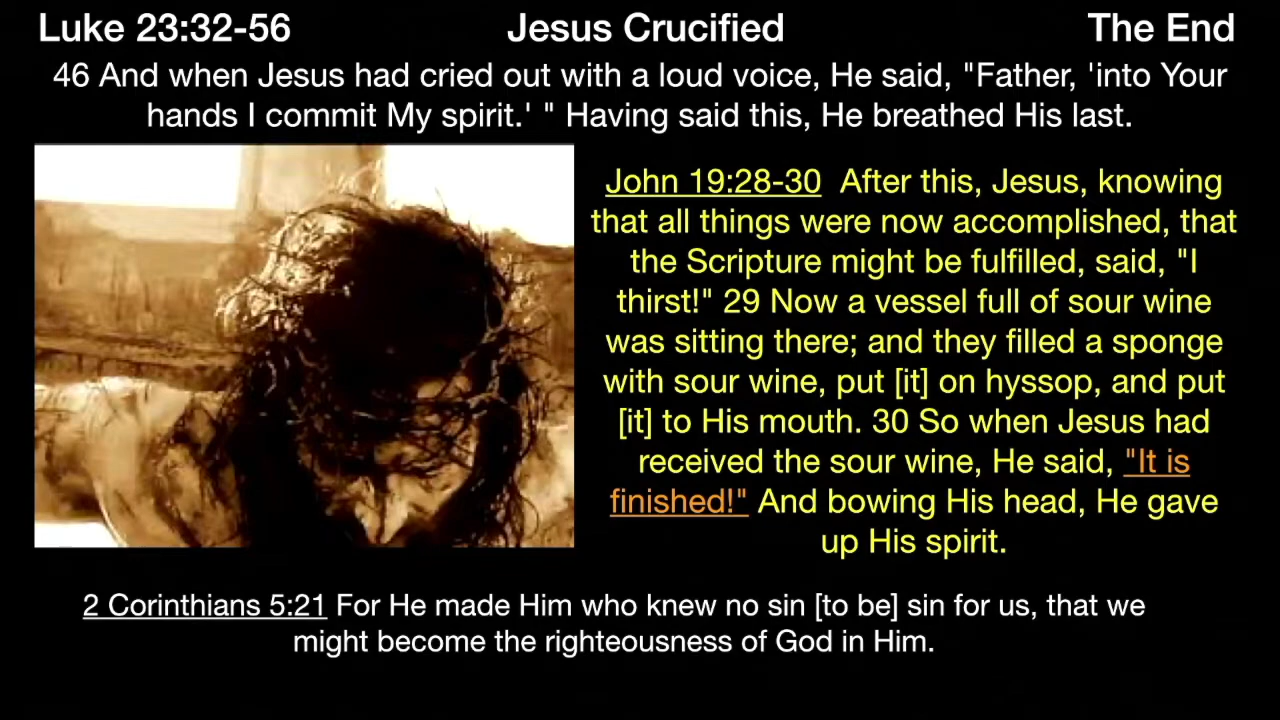 Luke 23:32-56 Jesus Crucified The End
46 And when Jesus had cried out with a loud voice, He said, "Father, 'into Your
hands I commit My spirit.' " Having said this, He breathed His last.
John 19:28-30 After this, Jesus, knowing
that all things were now accomplished, that
the Scripture might be fulfilled, said, "I
thirst!" 29 Now a vessel full of sour wine
was sitting there; and they filled a sponge
with sour wine, put [it] on hyssop, and put
[it] to His mouth. 30 So when Jesus had
received the sour wine, He said, "It is
finished!" And bowing His head, He gave
up His spirit.
2 Corinthians 5:21 For He made Him who knew no sin [to be] sin for us, that we
might become the righteousness of God in Him.